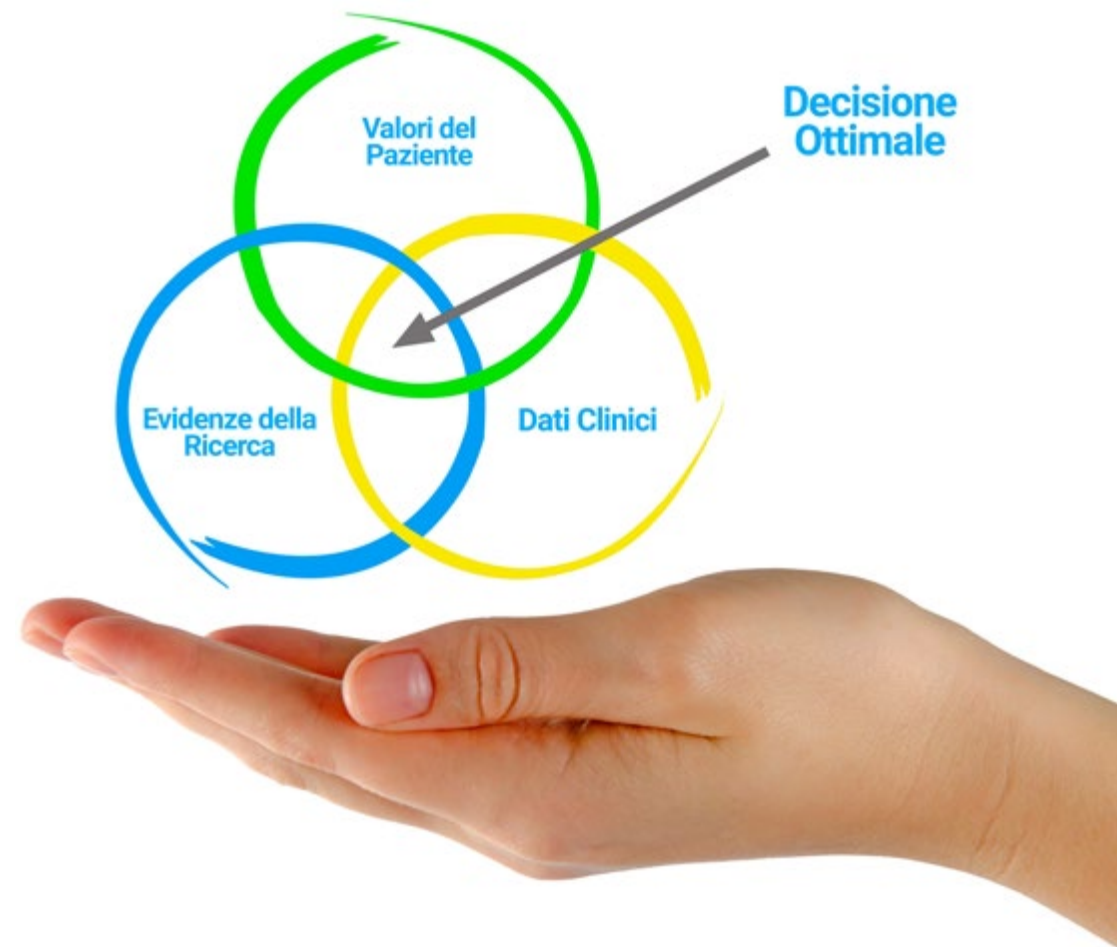 Valori del
Paziente
Decisione
Ottimale
Evidenze della
Ricerca
Dati Clinici